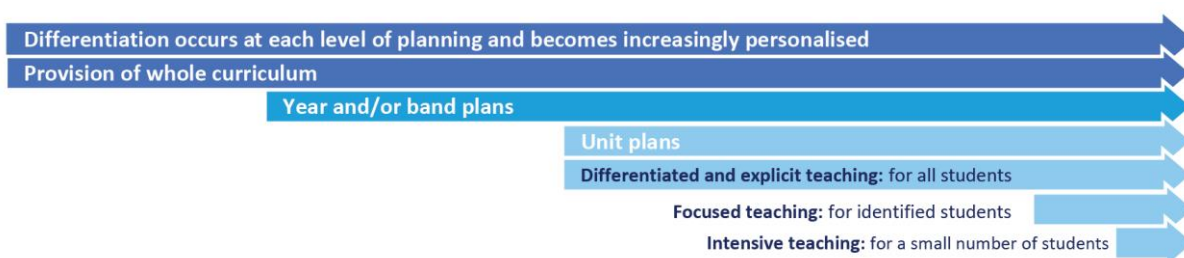 Differentiation occurs at each level of planning and becomes increasingly personalised
Provision of whole curriculum
Year and/or band plans
Unit plans
Differentiated and explicit teaching: for all students
Focused teaching: for identified students
Intensive teaching: for a small number of students